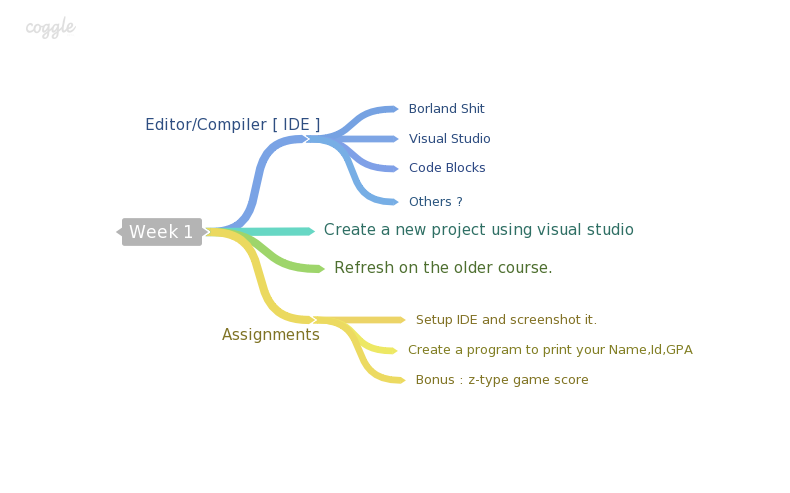 coggle
Editor/Compiler [ IDE ]
Borland Shit
Visual Studio
Code Blocks
Others ?
Week 1
Create a new project using visual studio
Refresh on the older course.
Assignments
Setup IDE and screenshot it.
Create a program to print your Name,Id,GPA
Bonus : z-type game score